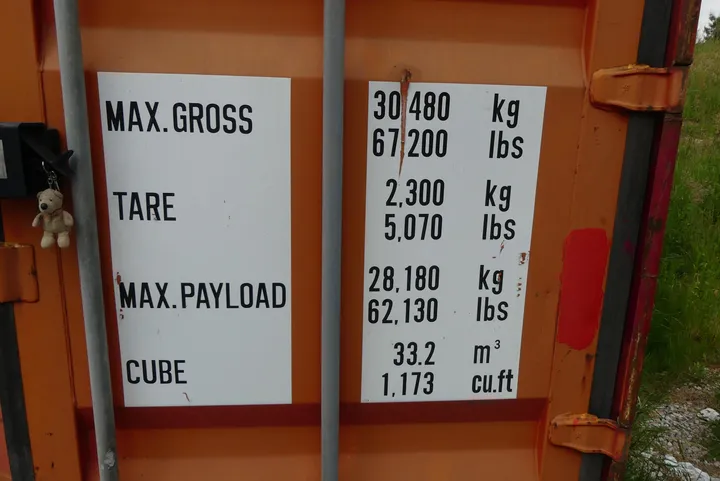 MAX.GROSS 30 480 kg
67 200 lbs
TARE 2,300 kg
5,070 lbs
MAX.PAYLOAD 28,180 kg
62,130 lbs
CUBE 33.2 m³
1,173 cu.ft